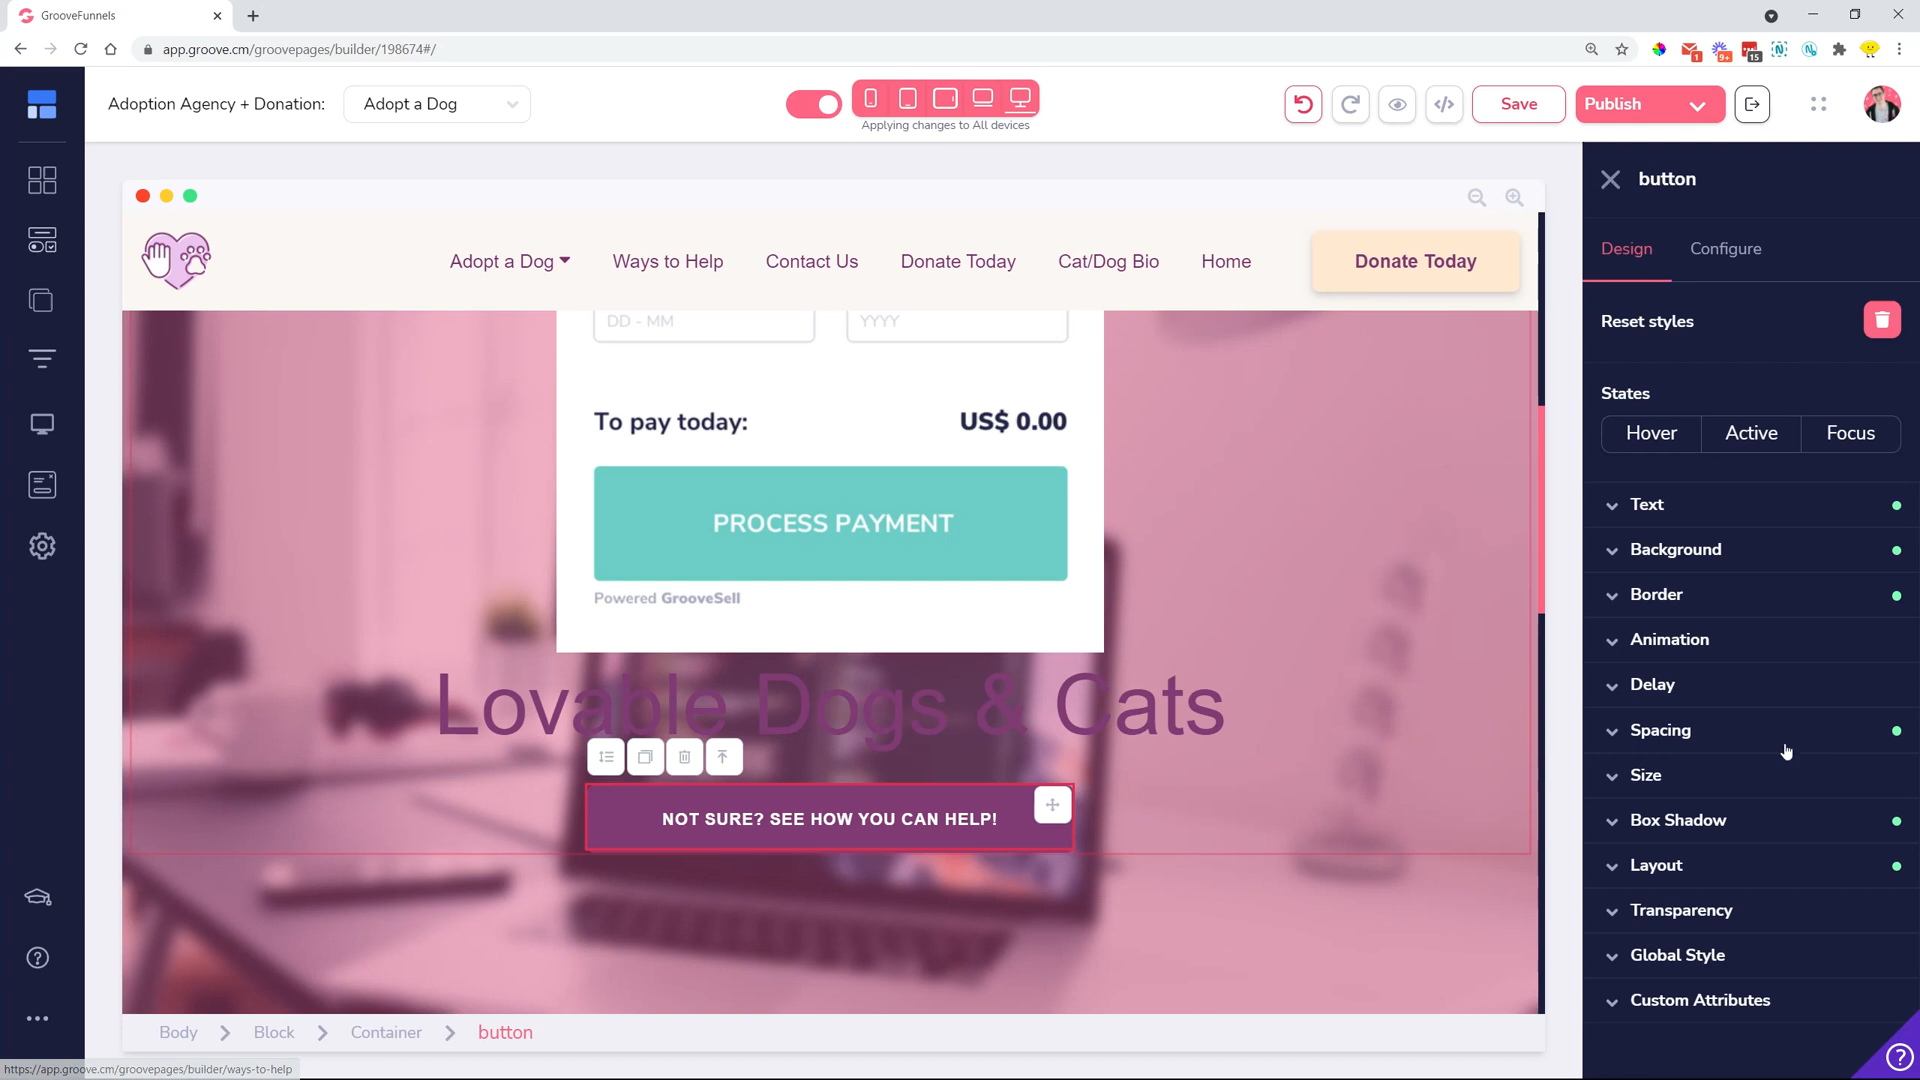 GrooveFunnels
app.groove.cm/groovepages/builder/198674#/
1
9+
15
Adoption Agency + Donation:
Adopt a Dog
Applying changes to All devices
Save
Publish
button
Design
Configure
Reset styles
States
Hover
Active
Focus
Text
Background
Border
Animation
Delay
Spacing
Size
Box Shadow
Layout
Transparency
Global Style
Custom Attributes
Adopt a Dog
Ways to Help
Contact Us
Donate Today
Cat/Dog Bio
Home
Donate Today
DD - MM
YYYY
To pay today:
US$ 0.00
PROCESS PAYMENT
Powered GrooveSell
Lovable Dogs & Cats
NOT SURE? SEE HOW YOU CAN HELP!
Body
Block
Container
button
https://app.groove.cm/groovepages/builder/ways-to-help